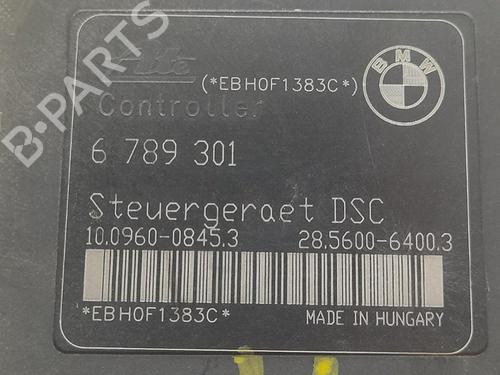 B-PARTS
Ate
(*EBH0F1383C*)
BMW
Controller
6 789 301
Steuergeraet DSC
10.0960-0845.3 28.5600-6400.3
*EBH0F1383C* MADE IN HUNGARY